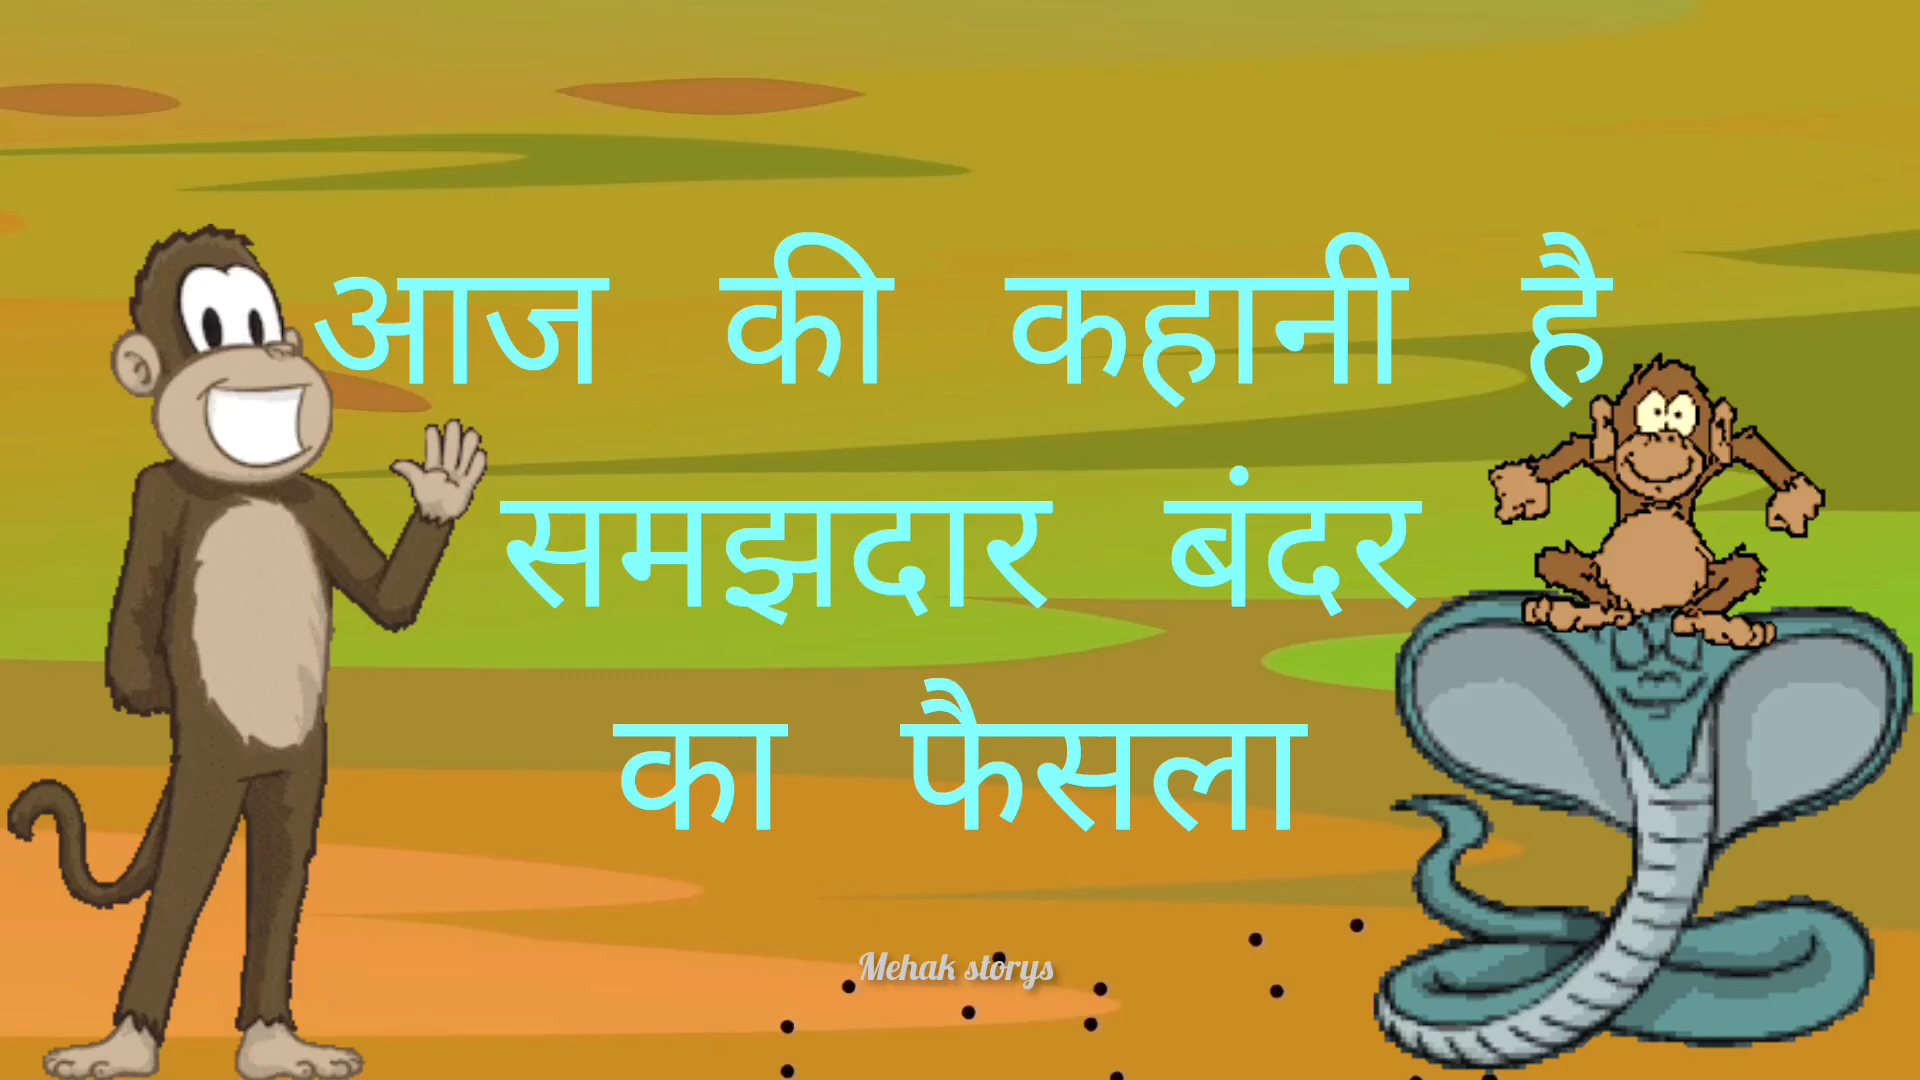 आज की कहानी है
समझदार बंदर
का फैसला
Mehak storys